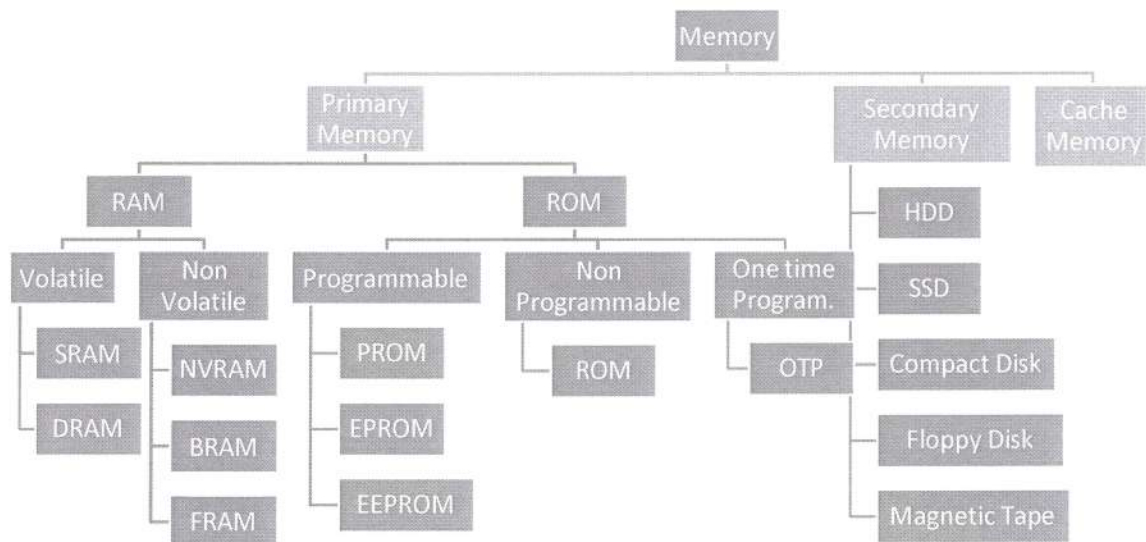 Memory
Primary
Memory
Secondary
Memory
Cache
Memory
RAM
ROM
Volatile
Non
Volatile
Programmable
Non
Programmable
One time
Program.
SRAM
DRAM
NVRAM
BRAM
FRAM
PROM
EPROM
EEPROM
ROM
OTP
HDD
SSD
Compact Disk
Floppy Disk
Magnetic Tape